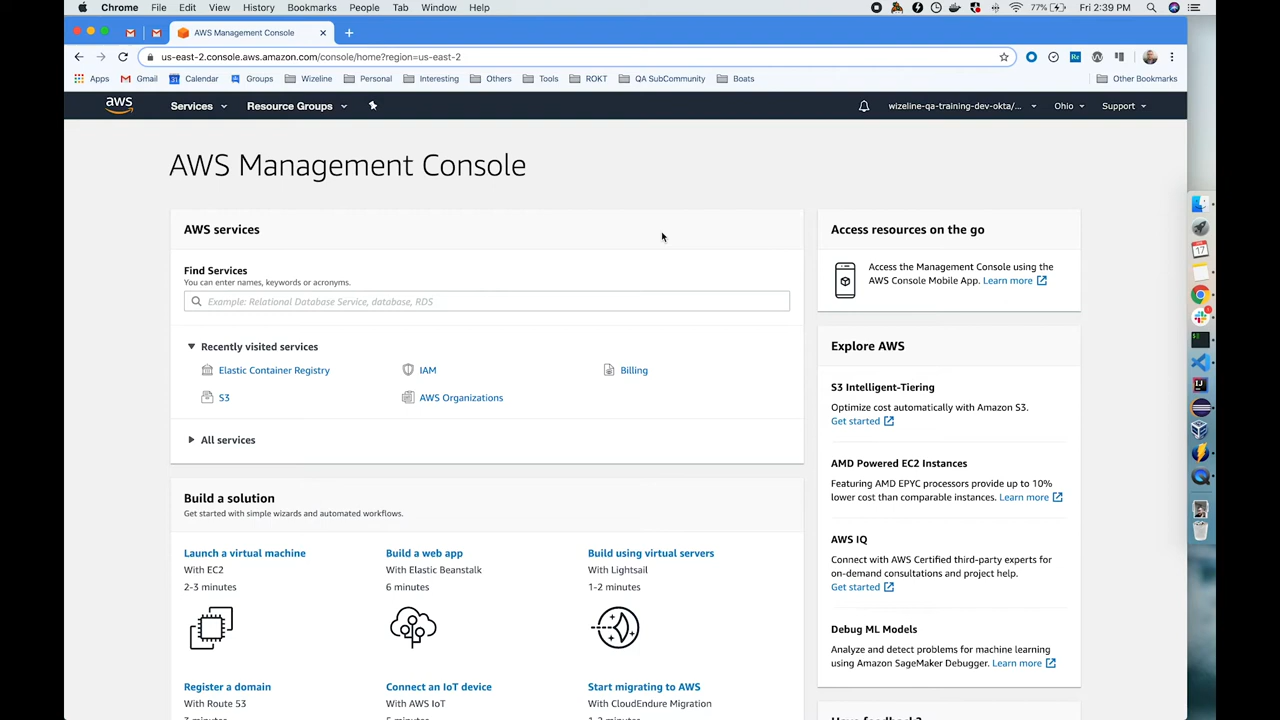 Chrome File Edit View History Bookmarks People Tab Window Help
77% Fri 2:39 PM
AWS Management Console
us-east-2.console.aws.amazon.com/console/home?region=us-east-2
Apps Gmail Calendar Groups Wizeline Personal Interesting Others Tools ROKT QA SubCommunity Boats Other Bookmarks
aws Services Resource Groups wizeline-qa-training-dev-okta/... Ohio Support
AWS Management Console
AWS services
Find Services
You can enter names, keywords or acronyms.
Example: Relational Database Service, database, RDS
Recently visited services
Elastic Container Registry IAM Billing
S3 AWS Organizations
All services
Build a solution
Get started with simple wizards and automated workflows.
Launch a virtual machine Build a web app Build using virtual servers
With EC2 With Elastic Beanstalk With Lightsail
2-3 minutes 6 minutes 1-2 minutes
Register a domain Connect an IoT device Start migrating to AWS
With Route 53 With AWS IoT With CloudEndure Migration
3 minutes 5 minutes 1-2 minutes
Access resources on the go
Access the Management Console using the
AWS Console Mobile App. Learn more
Explore AWS
S3 Intelligent-Tiering
Optimize cost automatically with Amazon S3.
Get started
AMD Powered EC2 Instances
Featuring AMD EPYC processors provide up to 10%
lower cost than comparable instances. Learn more
AWS IQ
Connect with AWS Certified third-party experts for
on-demand consultations and project help.
Get started
Debug ML Models
Analyze and detect problems for machine learning
using Amazon SageMaker Debugger. Learn more
Have feedback?
17